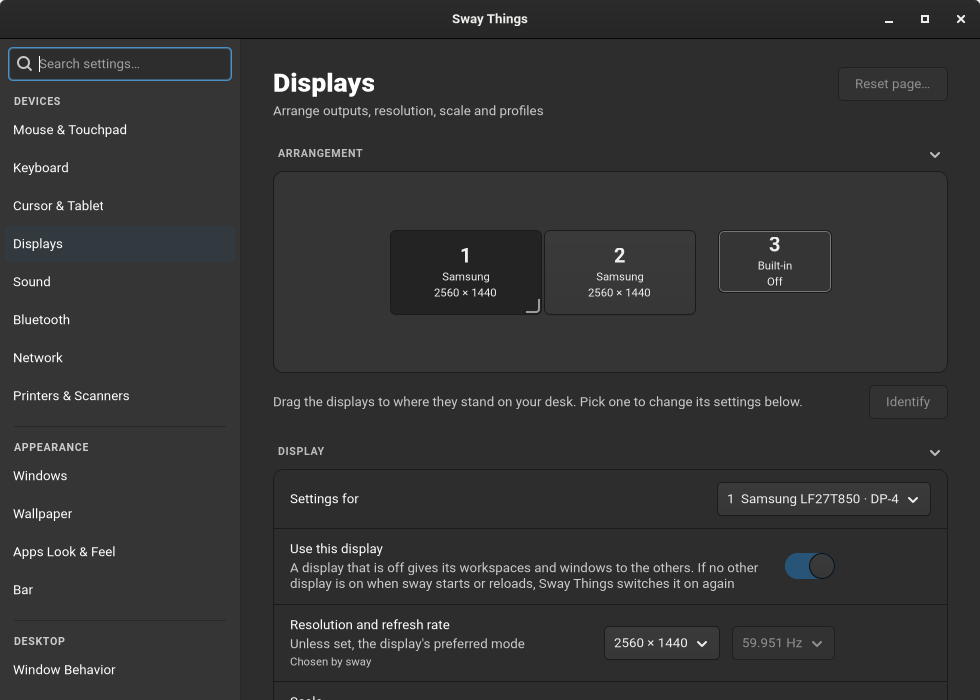 Sway Things
Search settings...
DEVICES
Mouse & Touchpad
Keyboard
Cursor & Tablet
Displays
Sound
Bluetooth
Network
Printers & Scanners
APPEARANCE
Windows
Wallpaper
Apps Look & Feel
Bar
DESKTOP
Window Behavior
Displays
Arrange outputs, resolution, scale and profiles
Reset page...
ARRANGEMENT
1
Samsung
2560 × 1440
2
Samsung
2560 × 1440
3
Built-in
Off
Drag the displays to where they stand on your desk. Pick one to change its settings below.
Identify
DISPLAY
Settings for
1 Samsung LF27T850 · DP-4
Use this display
A display that is off gives its workspaces and windows to the others. If no other
display is on when sway starts or reloads, Sway Things switches it on again
Resolution and refresh rate
Unless set, the display's preferred mode
Chosen by sway
2560 × 1440
59.951 Hz